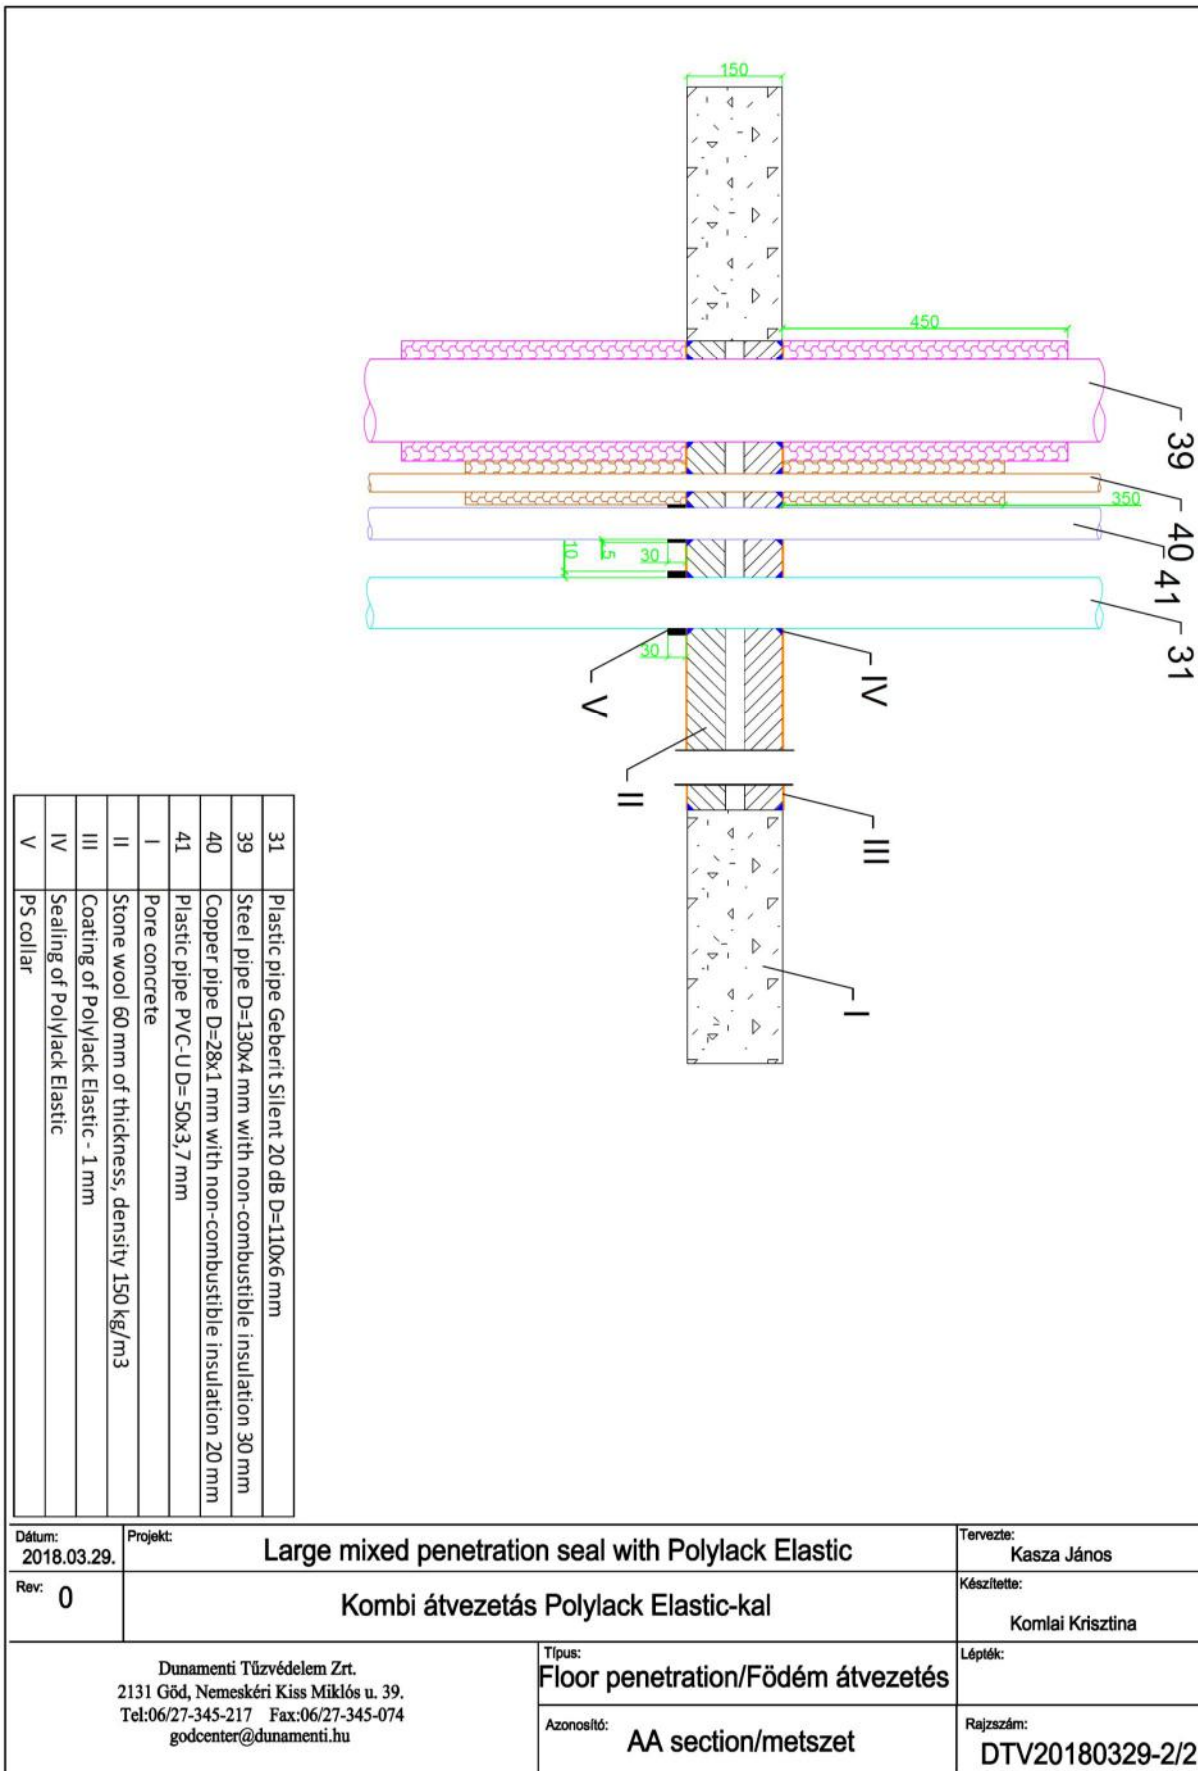 150
450
39
350
40
41
31
10
15
30
30
IV
V
II
III
I
31 Plastic pipe Geberit Silent 20 dB D=110x6 mm
39 Steel pipe D=130x4 mm with non-combustible insulation 30 mm
40 Copper pipe D=28x1 mm with non-combustible insulation 20 mm
41 Plastic pipe PVC-U D= 50x3,7 mm
I Pore concrete
II Stone wool 60 mm of thickness, density 150 kg/m3
III Coating of Polylack Elastic - 1 mm
IV Sealing of Polylack Elastic
V PS collar
Dátum:
2018.03.29.
Projekt:
Large mixed penetration seal with Polylack Elastic
Tervezte:
Kasza János
Rev: 0
Kombi átvezetás Polylack Elastic-kal
Készítette:
Komlai Krisztina
Dunamenti Tűzvédelem Zrt.
2131 Göd, Nemeskéri Kiss Miklós u. 39.
Tel:06/27-345-217 Fax:06/27-345-074
godcenter@dunamenti.hu
Típus:
Floor penetration/Födém átvezetés
Lépték:
Azonosító:
AA section/metszet
Rajzszám:
DTV20180329-2/2